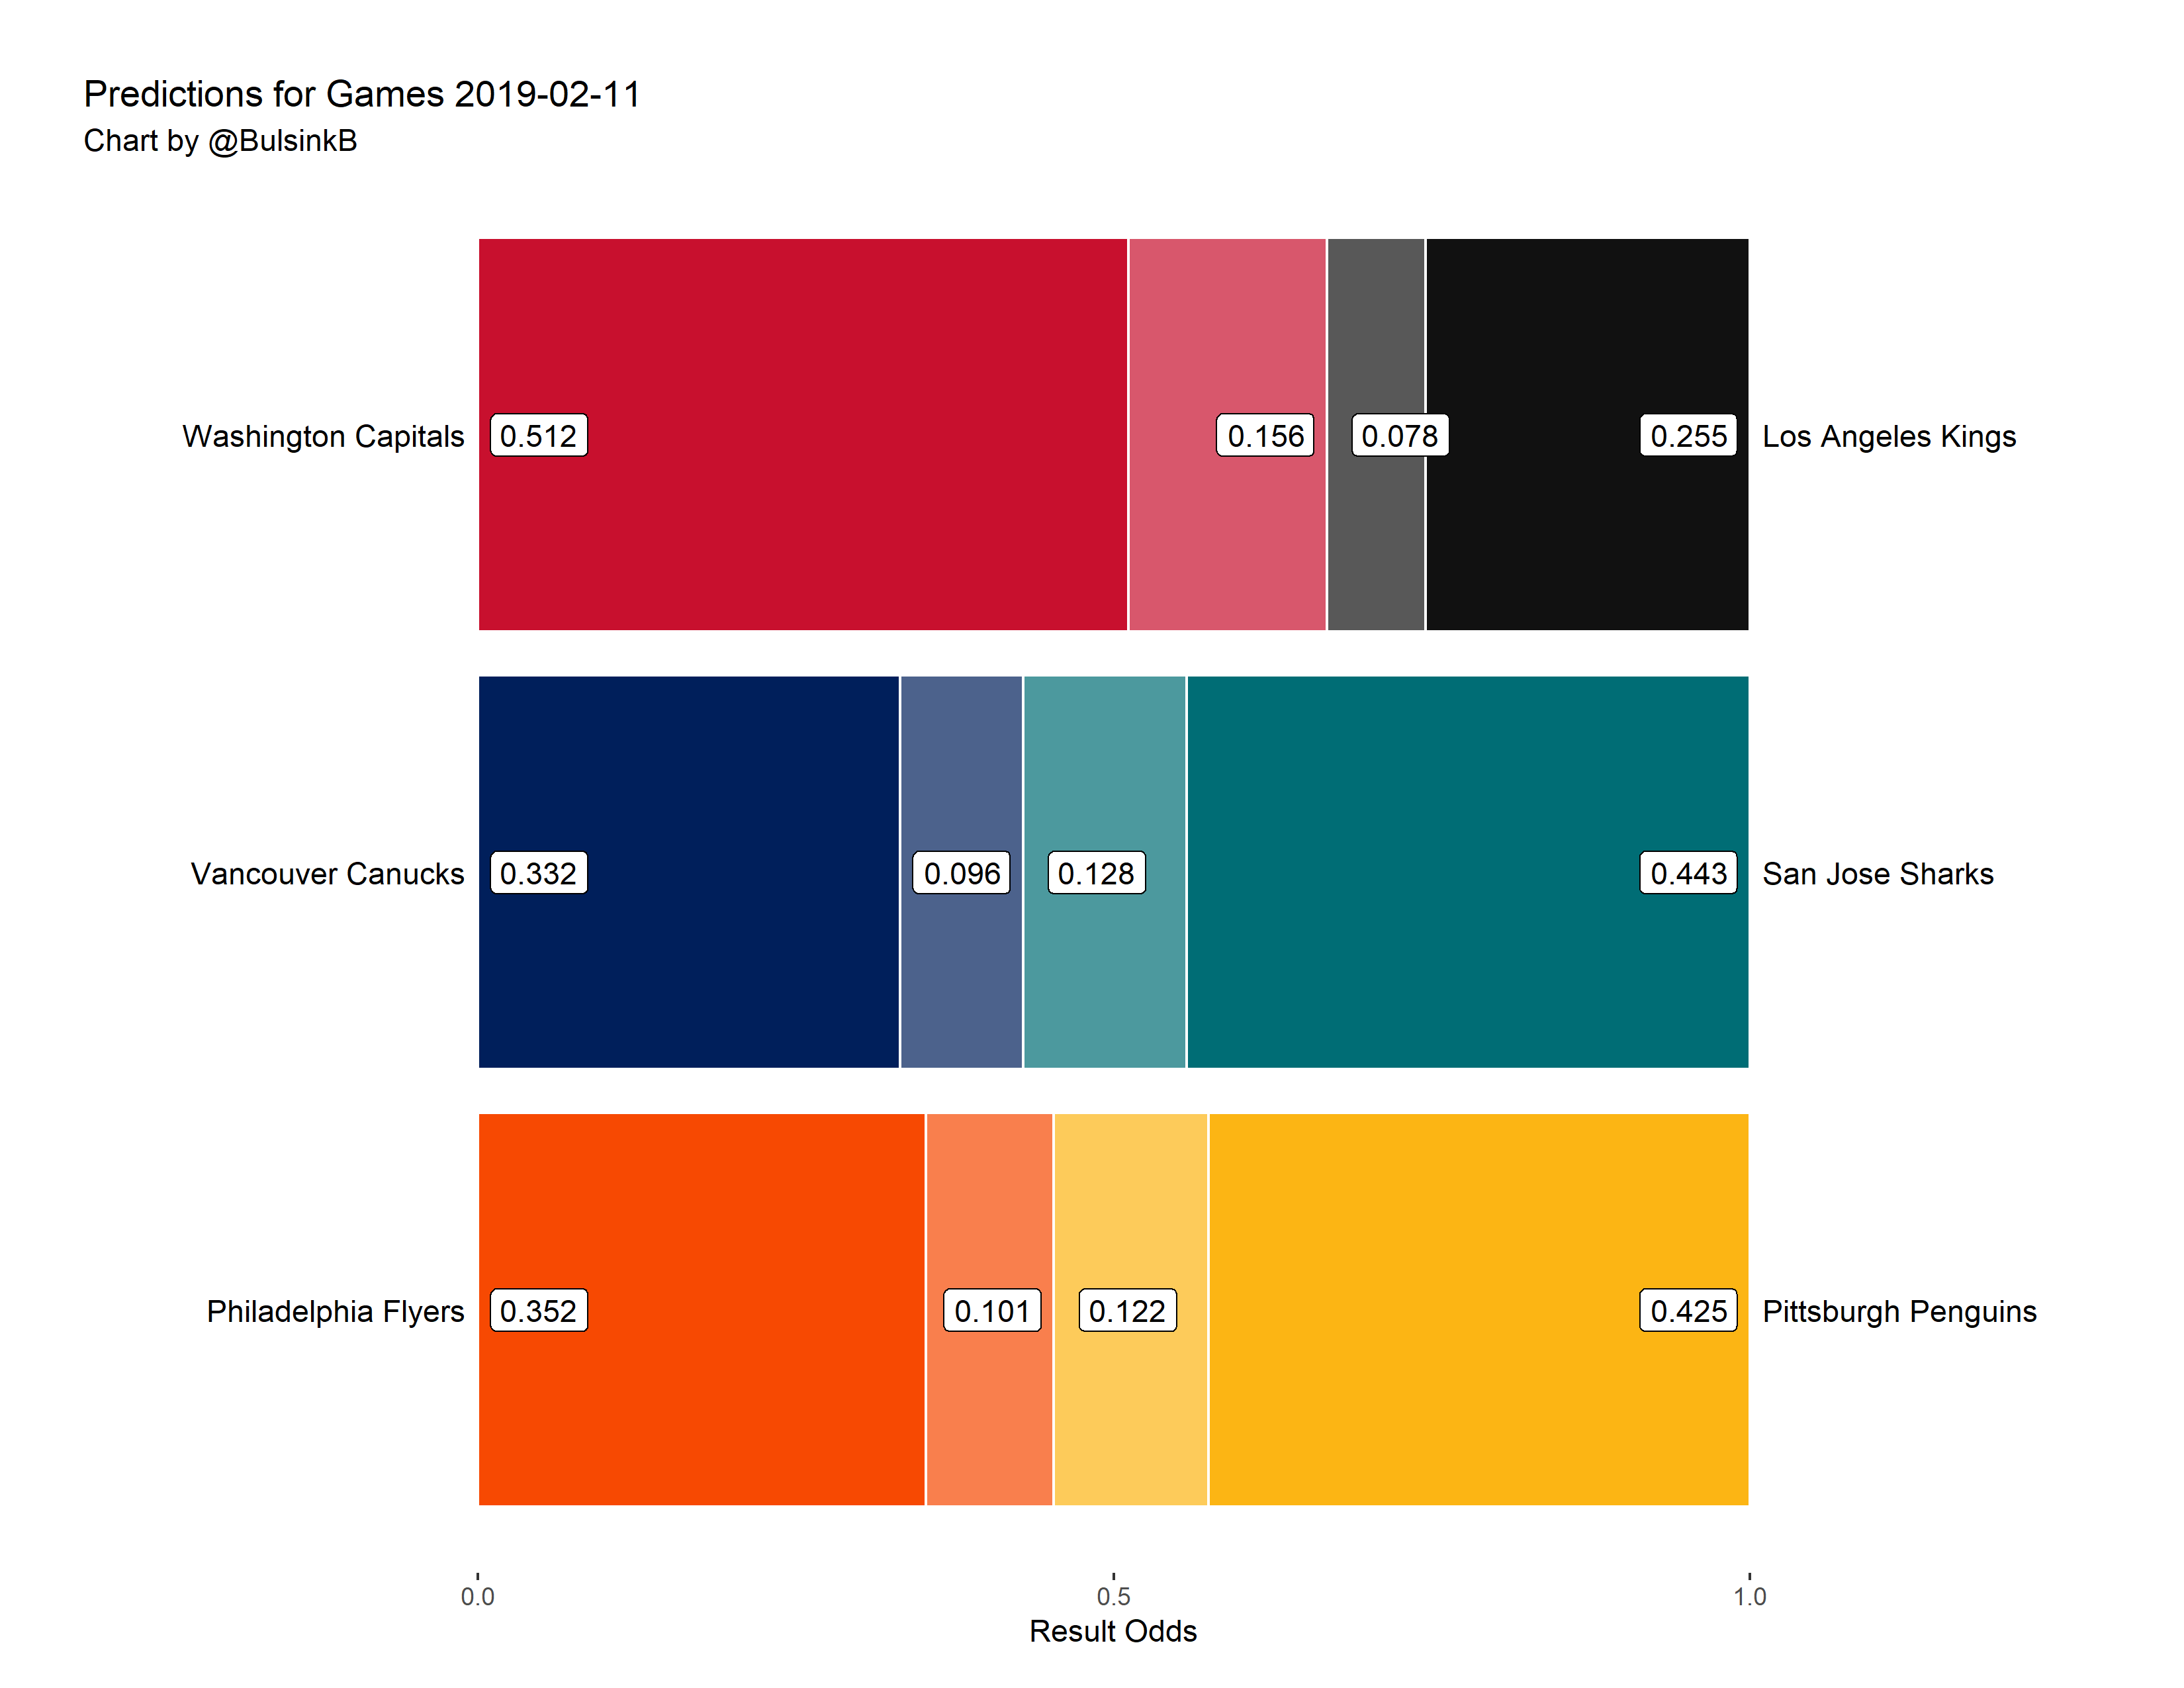 Predictions for Games 2019-02-11
Chart by @BulsinkB
Washington Capitals 0.512 0.156 0.078 0.255 Los Angeles Kings
Vancouver Canucks 0.332 0.096 0.128 0.443 San Jose Sharks
Philadelphia Flyers 0.352 0.101 0.122 0.425 Pittsburgh Penguins
0.0 0.5 1.0
Result Odds